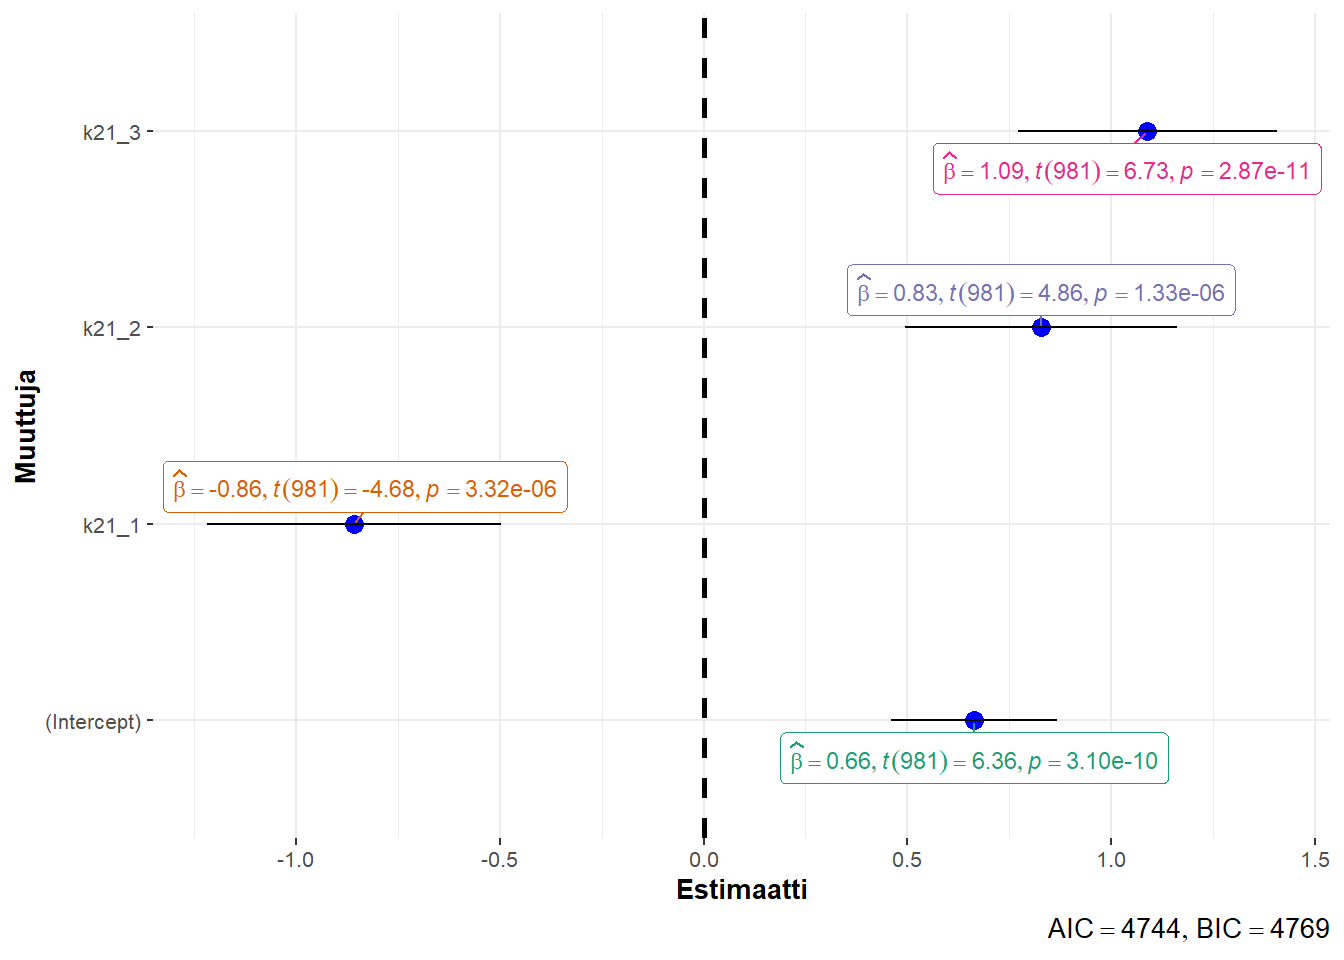 k21_3
β̂ = 1.09, t(981) = 6.73, p = 2.87e-11
β̂ = 0.83, t(981) = 4.86, p = 1.33e-06
k21_2
Muuttuja
β̂ = -0.86, t(981) = -4.68, p = 3.32e-06
k21_1
(Intercept)
β̂ = 0.66, t(981) = 6.36, p = 3.10e-10
-1.0 -0.5 0.0 0.5 1.0 1.5
Estimaatti
AIC = 4744, BIC = 4769